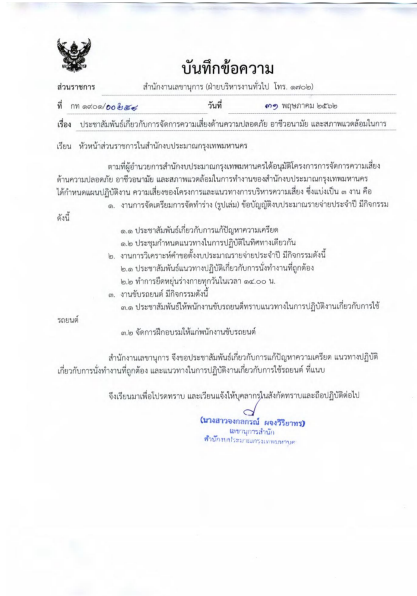 บันทึกข้อความ
ส่วนราชการ สำนักงานเลขานุการ (ฝ่ายบริหารงานทั่วไป โทร. ๑๗๐๒)
ที่ กท ๑๙๐๑/ วันที่ ๓๑ พฤษภาคม ๒๕๖๒
เรื่อง ประชาสัมพันธ์เกี่ยวกับการจัดการความเสี่ยงด้านความปลอดภัย อาชีวอนามัย และสภาพแวดล้อมในการ
เรียน หัวหน้าส่วนราชการในสำนักงบประมาณกรุงเทพมหานคร
ตามที่ผู้อำนวยการสำนักงบประมาณกรุงเทพมหานครได้อนุมัติโครงการการจัดการความเสี่ยง
ด้านความปลอดภัย อาชีวอนามัย และสภาพแวดล้อมในการทำงานของสำนักงบประมาณกรุงเทพมหานคร
ได้กำหนดแผนปฏิบัติงาน ความเสี่ยงของโครงการและแนวทางการบริหารความเสี่ยง ซึ่งแบ่งเป็น ๓ งาน คือ
๑. งานการจัดเตรียมการจัดทำร่าง (รูปเล่ม) ข้อบัญญัติงบประมาณรายจ่ายประจำปี มีกิจกรรม
ดังนี้
๑.๑ ประชาสัมพันธ์เกี่ยวกับการแก้ปัญหาความเครียด
๑.๒ ประชุมกำหนดแนวทางในการปฏิบัติในทิศทางเดียวกัน
๒. งานการวิเคราะห์คำขอตั้งงบประมาณรายจ่ายประจำปี มีกิจกรรมดังนี้
๒.๑ ประชาสัมพันธ์แนวทางปฏิบัติเกี่ยวกับการนั่งทำงานที่ถูกต้อง
๒.๒ ทำการยืดหยุ่นร่างกายทุกวันในเวลา ๑๔.๐๐ น.
๓. งานขับรถยนต์ มีกิจกรรมดังนี้
๓.๑ ประชาสัมพันธ์ให้พนักงานขับรถยนต์ทราบแนวทางในการปฏิบัติงานเกี่ยวกับการใช้
รถยนต์
๓.๒ จัดการฝึกอบรมให้แก่พนักงานขับรถยนต์
สำนักงานเลขานุการ จึงขอประชาสัมพันธ์เกี่ยวกับการแก้ปัญหาความเครียด แนวทางปฏิบัติ
เกี่ยวกับการนั่งทำงานที่ถูกต้อง และแนวทางในการปฏิบัติงานเกี่ยวกับการใช้รถยนต์ ที่แนบ
จึงเรียนมาเพื่อโปรดทราบ และเวียนแจ้งให้บุคลากรในสังกัดทราบและถือปฏิบัติต่อไป
(นางสาวจงกลกรณ์ ผจงวิริยาทร)
เลขานุการสำนัก
สำนักงบประมาณกรุงเทพมหานคร